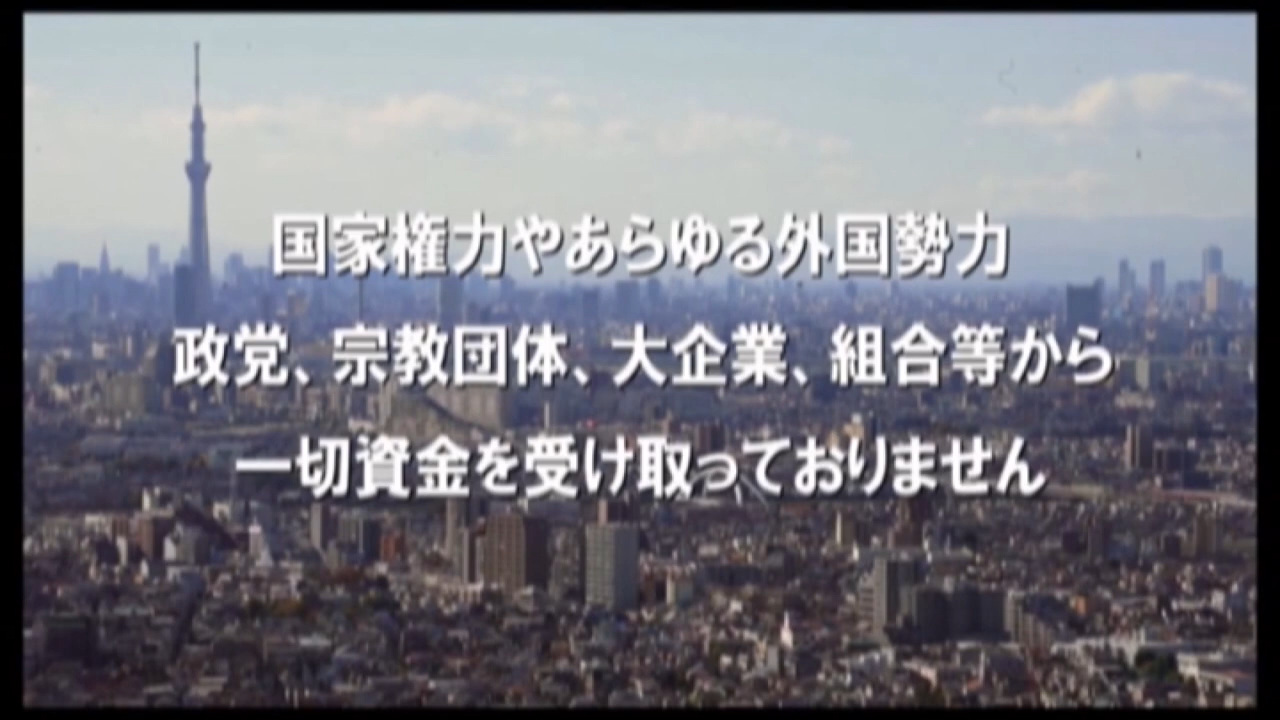 国家権力やあらゆる外国勢力
政党、宗教団体、大企業、組合等から
一切資金を受け取っておりません